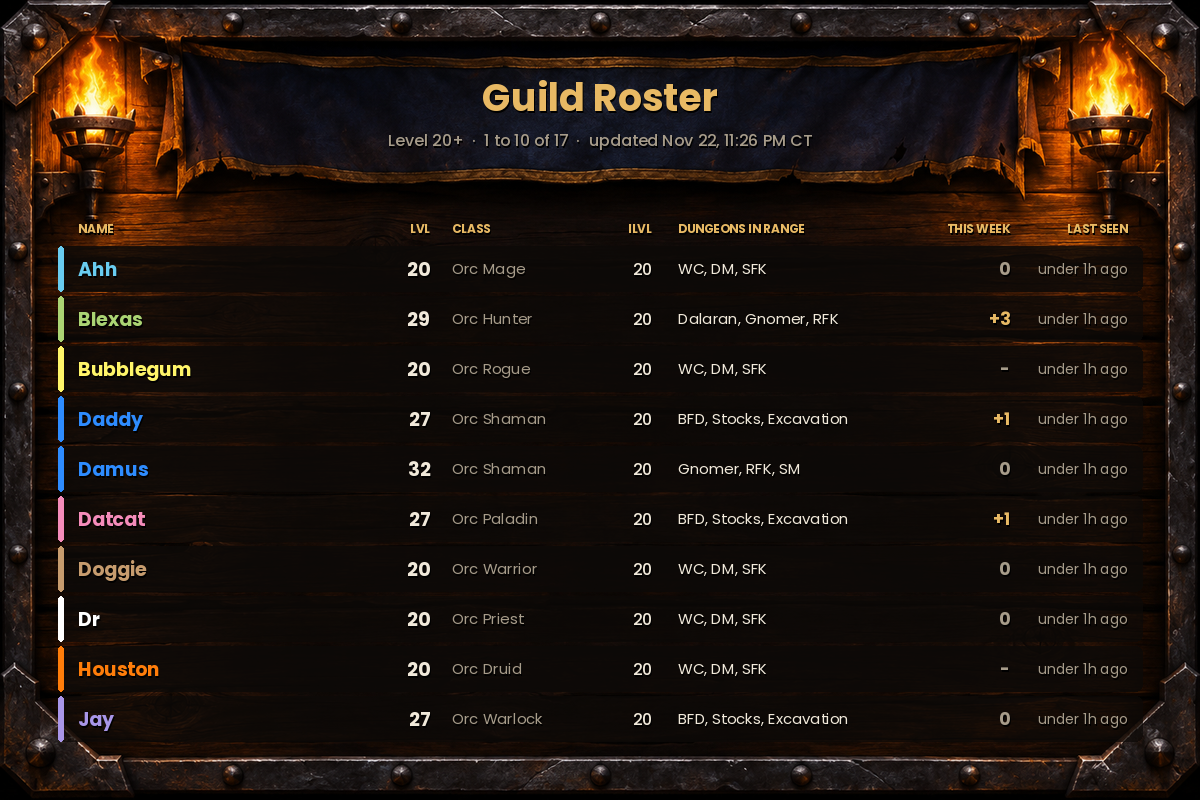 Guild Roster
Level 20+ · 1 to 10 of 17 · updated Nov 22, 11:26 PM CT
NAME LVL CLASS ILVL DUNGEONS IN RANGE THIS WEEK LAST SEEN
Ahh 20 Orc Mage 20 WC, DM, SFK 0 under 1h ago
Blexas 29 Orc Hunter 20 Dalaran, Gnomer, RFK +3 under 1h ago
Bubblegum 20 Orc Rogue 20 WC, DM, SFK - under 1h ago
Daddy 27 Orc Shaman 20 BFD, Stocks, Excavation +1 under 1h ago
Damus 32 Orc Shaman 20 Gnomer, RFK, SM 0 under 1h ago
Datcat 27 Orc Paladin 20 BFD, Stocks, Excavation +1 under 1h ago
Doggie 20 Orc Warrior 20 WC, DM, SFK 0 under 1h ago
Dr 20 Orc Priest 20 WC, DM, SFK 0 under 1h ago
Houston 20 Orc Druid 20 WC, DM, SFK - under 1h ago
Jay 27 Orc Warlock 20 BFD, Stocks, Excavation 0 under 1h ago